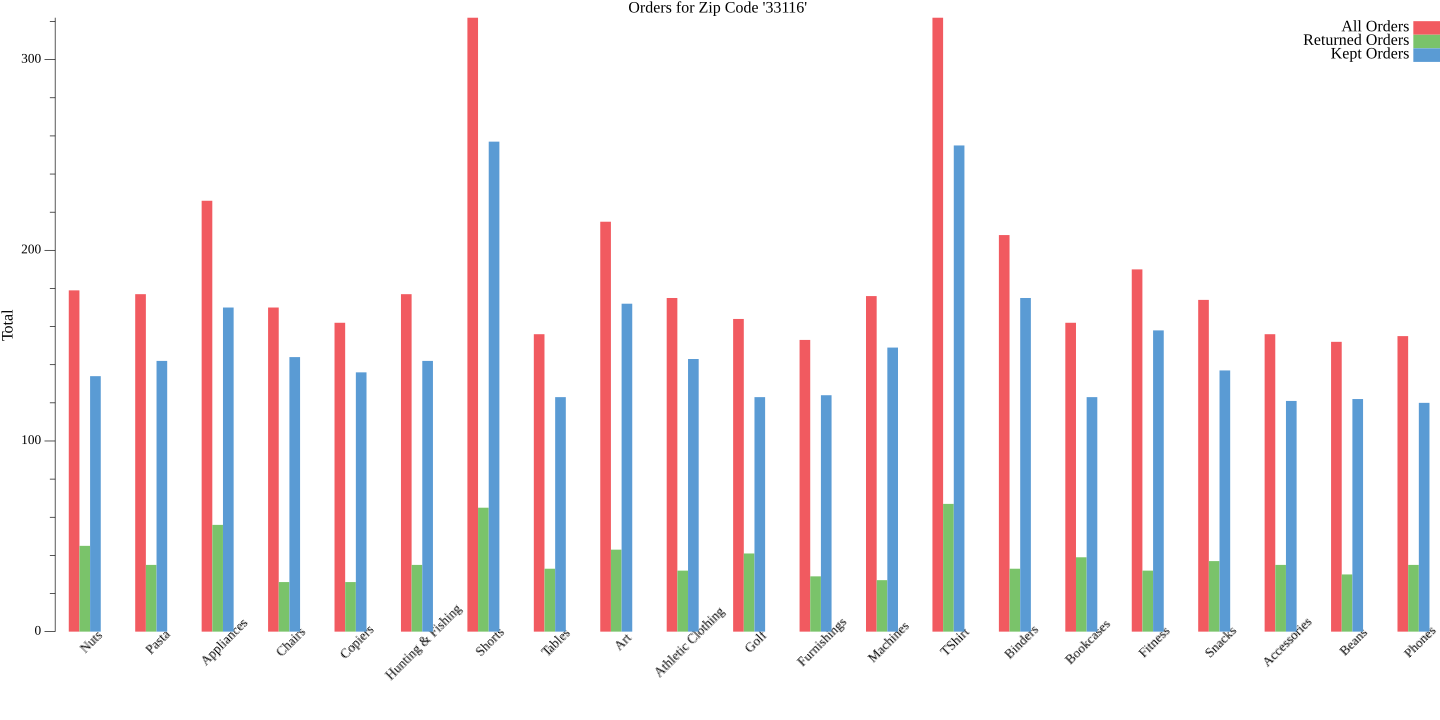 Orders for Zip Code '33116'
All Orders
Returned Orders
Kept Orders
Total
300
200
100
0
Nuts
Pasta
Appliances
Chairs
Copiers
Hunting & Fishing
Shorts
Tables
Art
Athletic Clothing
Golf
Furnishings
Machines
TShirt
Binders
Bookcases
Fitness
Snacks
Accessories
Beans
Phones